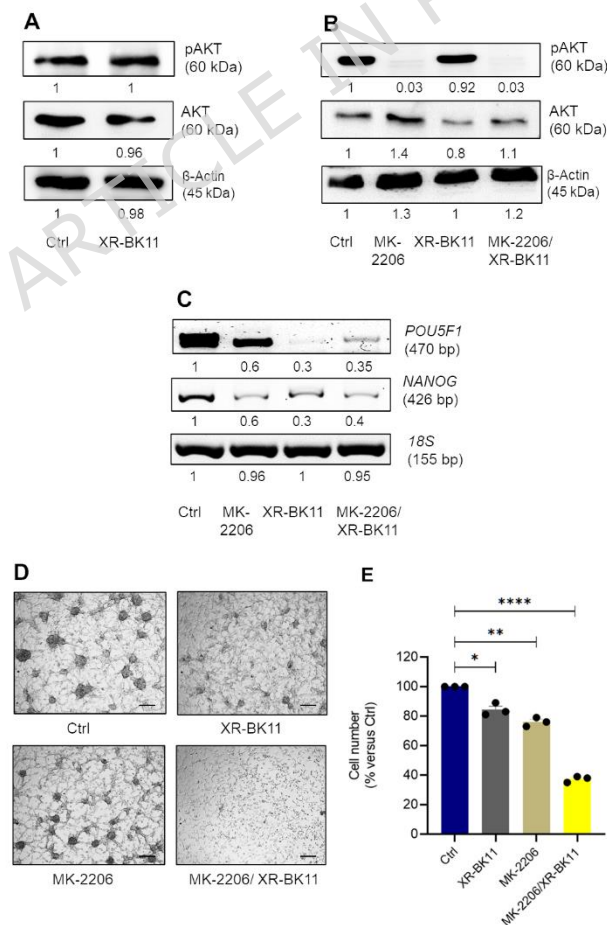 A
pAKT
(60 kDa)
1 1
AKT
(60 kDa)
1 0.96
β-Actin
(45 kDa)
1 0.98
Ctrl XR-BK11
B
pAKT
(60 kDa)
1 0.03 0.92 0.03
AKT
(60 kDa)
1 1.4 0.8 1.1
β-Actin
(45 kDa)
1 1.3 1 1.2
Ctrl MK-2206 XR-BK11 MK-2206/XR-BK11
C
POU5F1
(470 bp)
1 0.6 0.3 0.35
NANOG
(426 bp)
1 0.6 0.3 0.4
18S
(155 bp)
1 0.96 1 0.95
Ctrl MK-2206 XR-BK11 MK-2206/XR-BK11
D
Ctrl XR-BK11
MK-2206 MK-2206/ XR-BK11
E
****
**
*
120
100
80
60
40
20
0
Cell number
(% versus Ctrl)
Ctrl
XR-BK11
MK-2206
MK-2206/XR-BK11
ARTICLE IN